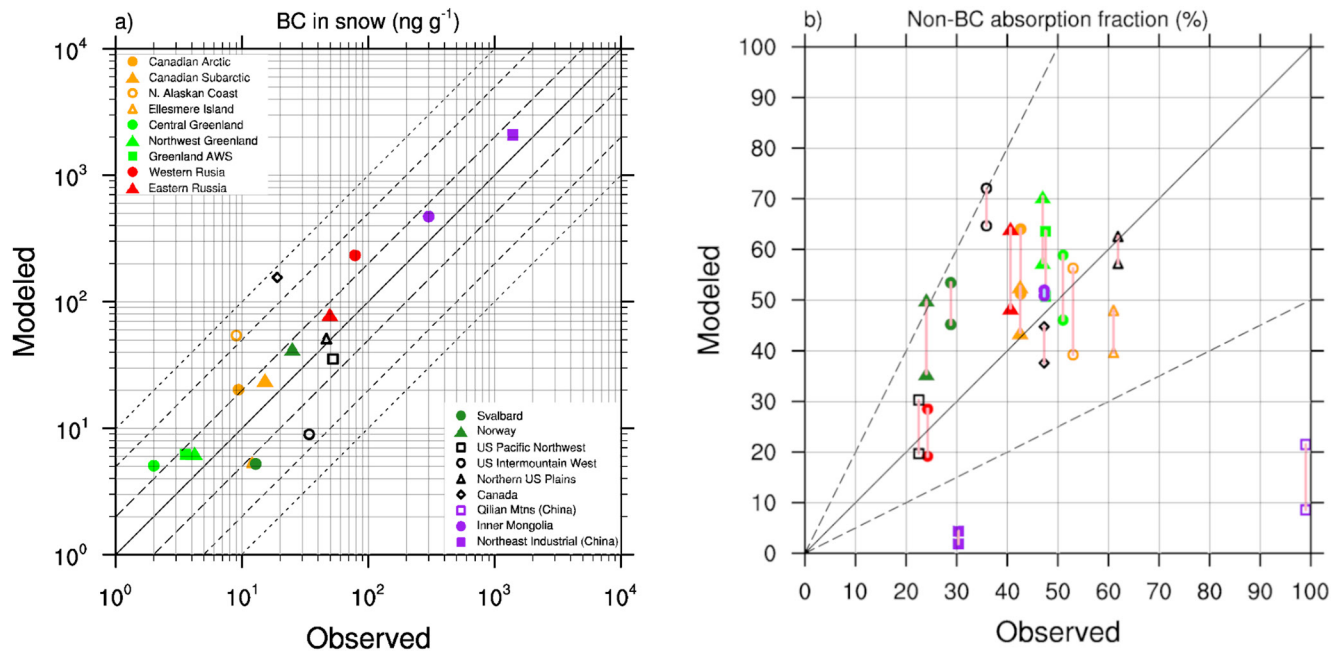 a) BC in snow (ng g⁻¹)
10⁴
10³
10²
10¹
10⁰
Modeled
Canadian Arctic
Canadian Subarctic
N. Alaskan Coast
Ellesmere Island
Central Greenland
Northwest Greenland
Greenland AWS
Western Rusia
Eastern Russia
Svalbard
Norway
US Pacific Northwest
US Intermountain West
Northern US Plains
Canada
Qilian Mtns (China)
Inner Mongolia
Northeast Industrial (China)
10⁰ 10¹ 10² 10³ 10⁴
Observed
b) Non-BC absorption fraction (%)
100
90
80
70
60
50
40
30
20
10
0
Modeled
0 10 20 30 40 50 60 70 80 90 100
Observed